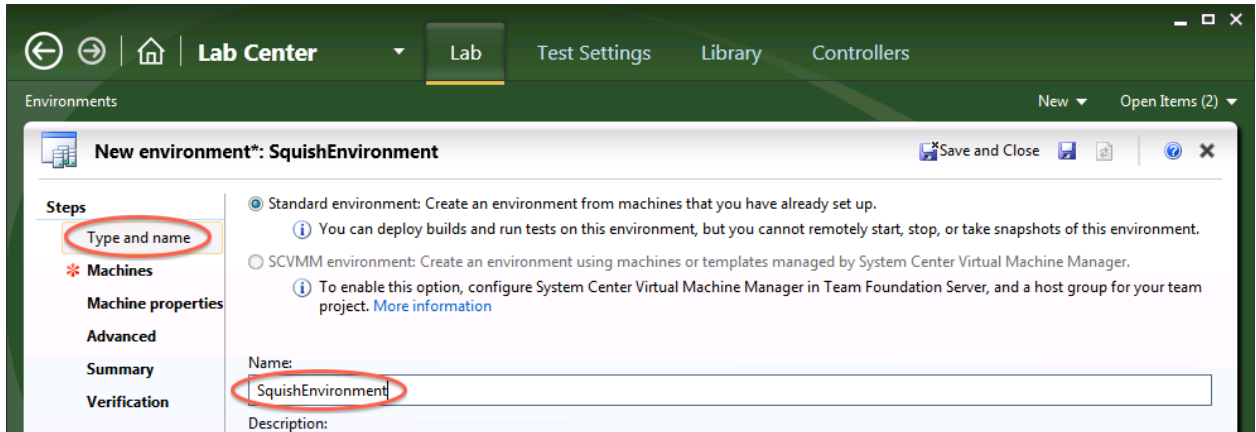 Lab Center
Lab
Test Settings
Library
Controllers
Environments
New
Open Items (2)
New environment*: SquishEnvironment
Save and Close
Steps
Type and name
* Machines
Machine properties
Advanced
Summary
Verification
Standard environment: Create an environment from machines that you have already set up.
You can deploy builds and run tests on this environment, but you cannot remotely start, stop, or take snapshots of this environment.
SCVMM environment: Create an environment using machines or templates managed by System Center Virtual Machine Manager.
To enable this option, configure System Center Virtual Machine Manager in Team Foundation Server, and a host group for your team
project. More information
Name:
SquishEnvironment
Description: